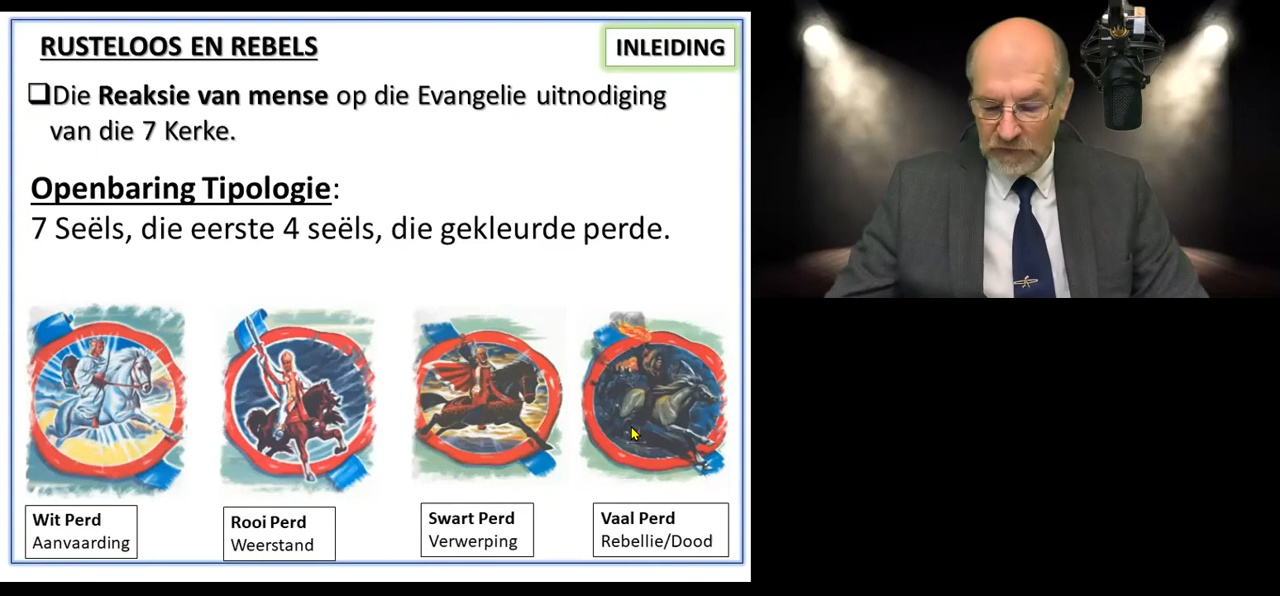 RUSTELOOS EN REBELS
INLEIDING
Die Reaksie van mense op die Evangelie uitnodiging
van die 7 Kerke.
Openbaring Tipologie:
7 Seëls, die eerste 4 seëls, die gekleurde perde.
Wit Perd
Aanvaarding
Rooi Perd
Weerstand
Swart Perd
Verwerping
Vaal Perd
Rebellie/Dood